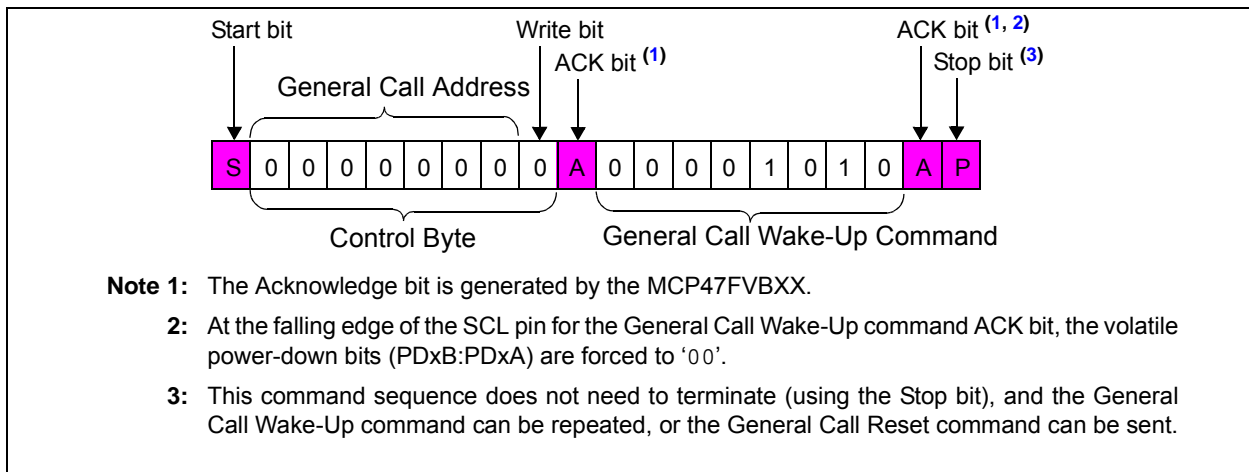 Start bit Write bit ACK bit (1, 2)
ACK bit (1) Stop bit (3)
General Call Address
S 0 0 0 0 0 0 0 0 A 0 0 0 0 1 0 1 0 A P
Control Byte General Call Wake-Up Command
Note 1: The Acknowledge bit is generated by the MCP47FVBXX.
2: At the falling edge of the SCL pin for the General Call Wake-Up command ACK bit, the volatile
power-down bits (PDxB:PDxA) are forced to ‘00’.
3: This command sequence does not need to terminate (using the Stop bit), and the General
Call Wake-Up command can be repeated, or the General Call Reset command can be sent.